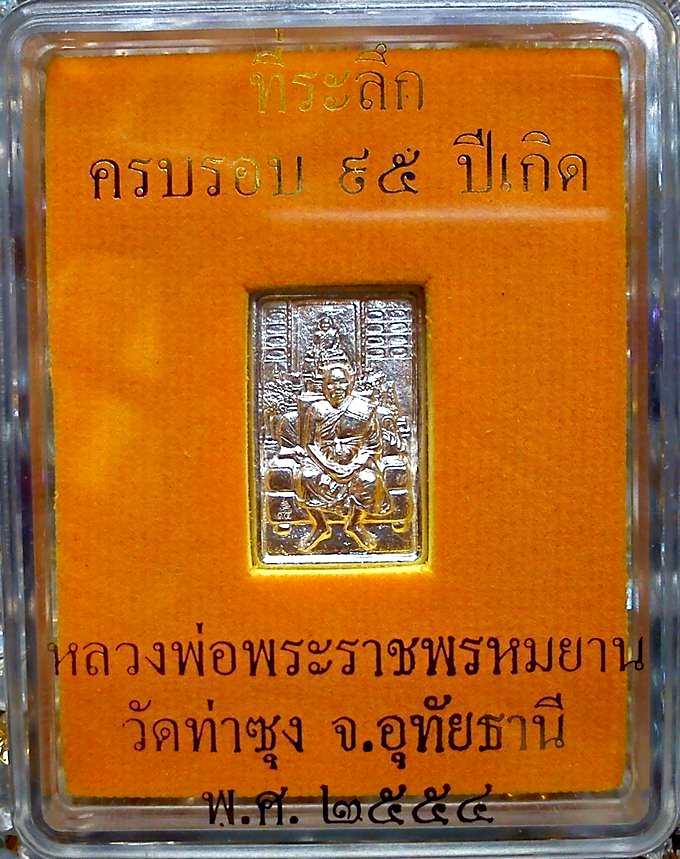 ที่ระลึก
ครบรอบ ๙๕ ปีเกิด
หลวงพ่อพระราชพรหมยาน
วัดท่าซุง จ.อุทัยธานี
พ.ศ. ๒๕๕๔